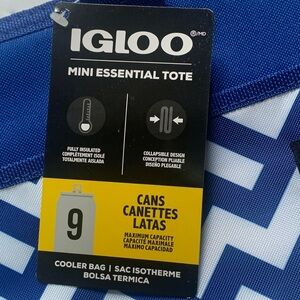 IGLOO®/MD
MINI ESSENTIAL TOTE
FULLY INSULATED
COMPLÈTEMENT ISOLÉ
TOTALMENTE AISLADA
COLLAPSIBLE DESIGN
CONCEPTION PLIABLE
DISEÑO PLEGABLE
9
CANS
CANETTES
LATAS
MAXIMUM CAPACITY
CAPACITÉ MAXIMALE
MÁXIMO CAPACIDAD
COOLER BAG | SAC ISOTHERME
BOLSA TERMICA